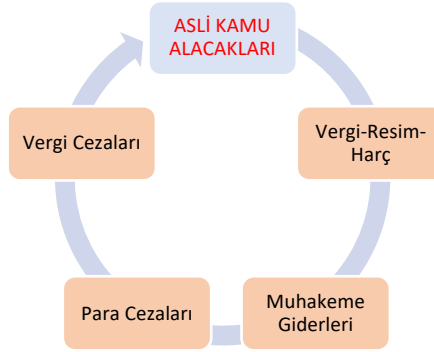 ASLİ KAMU
ALACAKLARI
Vergi-Resim-
Harç
Muhakeme
Giderleri
Para Cezaları
Vergi Cezaları